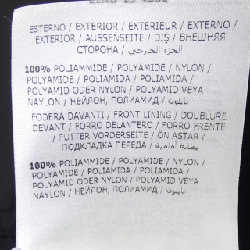 ESTERNO / EXTERIOR / EXTERIEUR / EXTERNO /
EXTERIOR / AUSSENSEITE / DIŞ / ВНЕШНЯЯ
СТОРОНА / الجزء الخارجي /
100% POLIAMMIDE / POLYAMIDE / NYLON /
POLYAMIDE / POLIAMIDA / POLIAMIDA /
POLYAMID ODER NYLON / POLYAMID VEYA
NAYLON / НЕЙЛОН, ПОЛИАМИД / نايلون /
FODERA DAVANTI / FRONT LINING / DOUBLURE
DEVANT / FORRO DELANTERO / FORRO FRENTE
/ FUTTER VORDERSEITE / ÖN ASTAR /
ПОДКЛАДКА ПЕРЕДА / بطانة أمامية /
100% POLIAMMIDE / POLYAMIDE / NYLON /
POLYAMIDE / POLIAMIDA / POLIAMIDA /
POLYAMID ODER NYLON / POLYAMID VEYA
NAYLON / НЕЙЛОН, ПОЛИАМИД / نايلون /